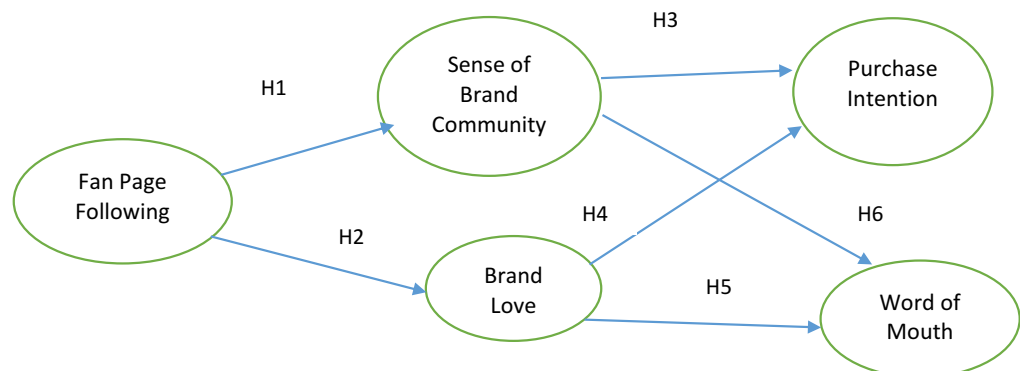 H3
Sense of
Brand
Community
Purchase
Intention
H1
Fan Page
Following
H4
H6
H2
Brand
Love
H5
Word of
Mouth